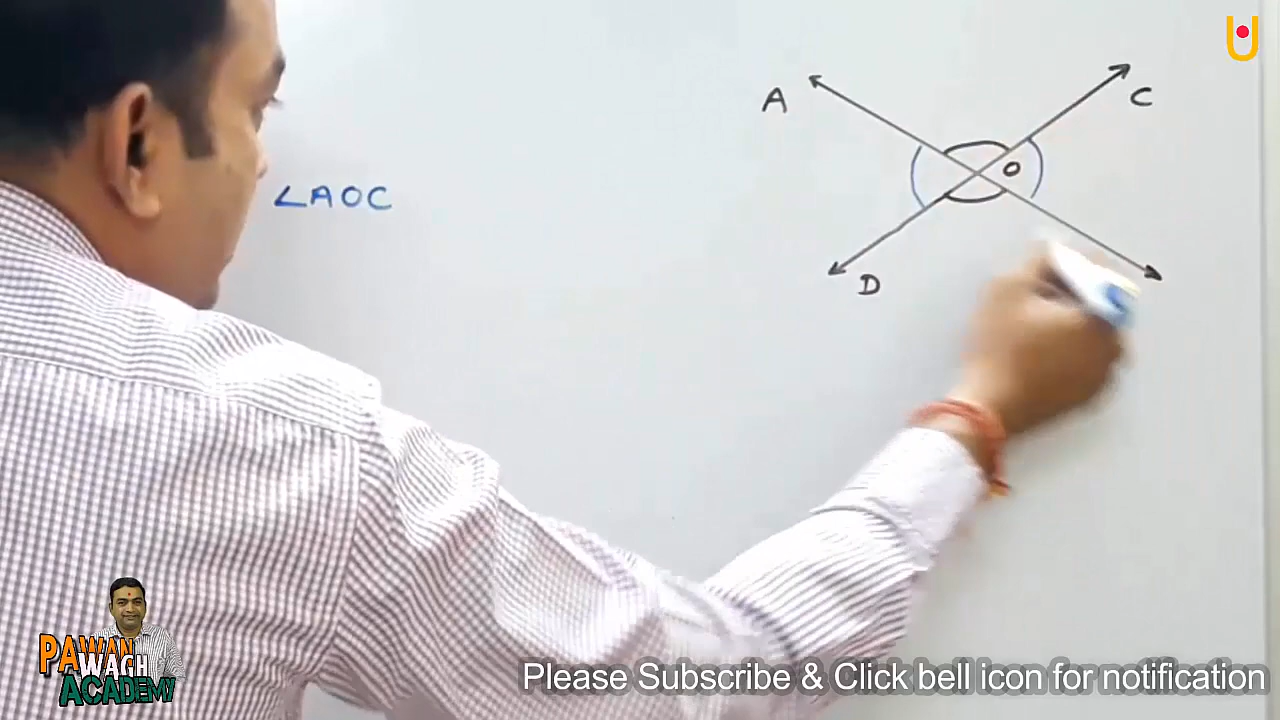 A
C
O
∠AOC
D
PAWAN
WAGH
ACADEMY
Please Subscribe & Click bell icon for notification